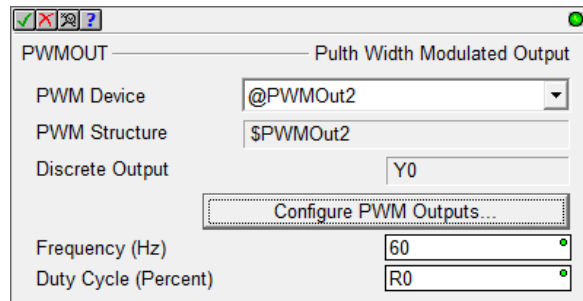 PWMOUT Pulth Width Modulated Output
PWM Device @PWMOut2
PWM Structure $PWMOut2
Discrete Output Y0
Configure PWM Outputs...
Frequency (Hz) 60
Duty Cycle (Percent) R0